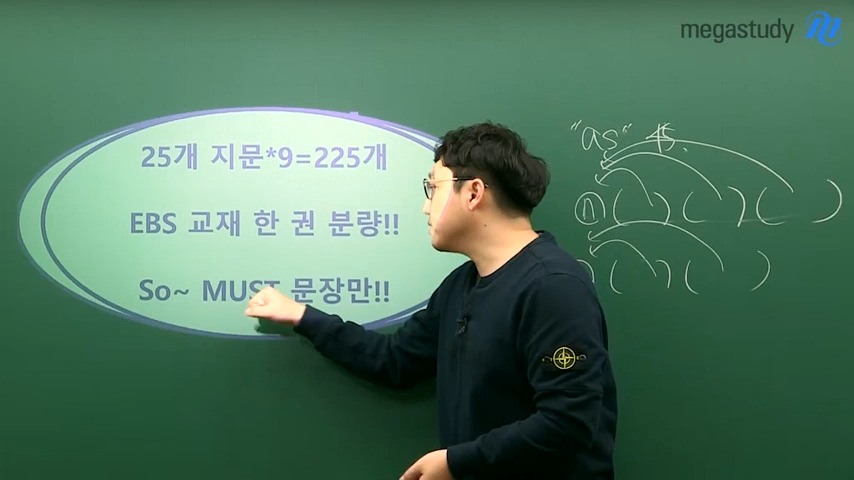 megastudy
25개 지문*9=225개
EBS 교재 한 권 분량!!
So~ MUST 문장만!!
"as"
n ( ) ( ) ( )
( ) ( )